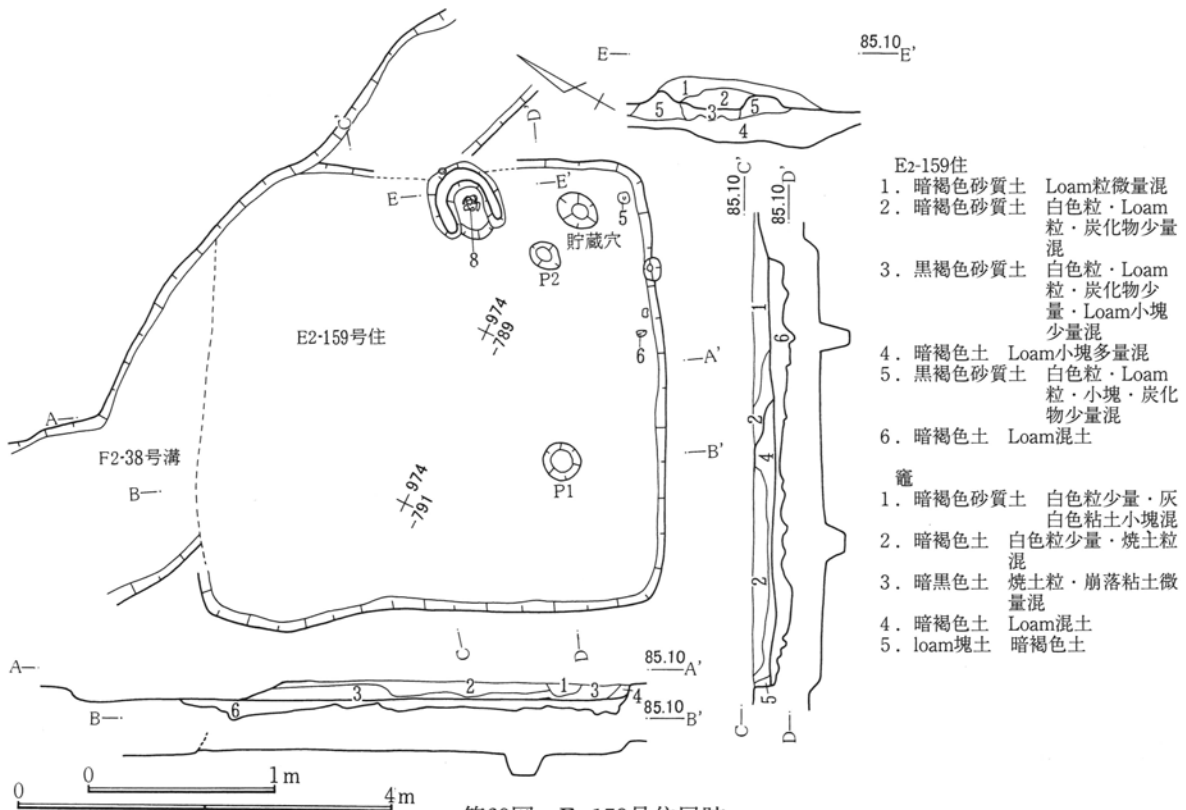 E—
85.10 E'
C'
D'
E—
—E'
5
貯蔵穴
8
P2
974
-789
E2-159号住
6
—A'
A—
F2-38号溝
B—
—B'
P1
974
-791
C
D
1
2
5
3
5
4
85.10 C'
85.10 D'
1
6
2
4
2
5
C—
D—
E2-159住
1．暗褐色砂質土　Loam粒微量混
2．暗褐色砂質土　白色粒・Loam
粒・炭化物少量
混
3．黒褐色砂質土　白色粒・Loam
粒・炭化物少
量・Loam小塊
少量混
4．暗褐色土　Loam小塊多量混
5．黒褐色砂質土　白色粒・Loam
粒・小塊・炭化
物少量混
6．暗褐色土　Loam混土
竈
1．暗褐色砂質土　白色粒少量・灰
白色粘土小塊混
2．暗褐色土　白色粒少量・焼土粒
混
3．暗黒色土　焼土粒・崩落粘土微
量混
4．暗褐色土　Loam混土
5．loam塊土　暗褐色土
A—
85.10 A'
3
2
1
3
4
6
B—
85.10 B'
0
1m
0
4m